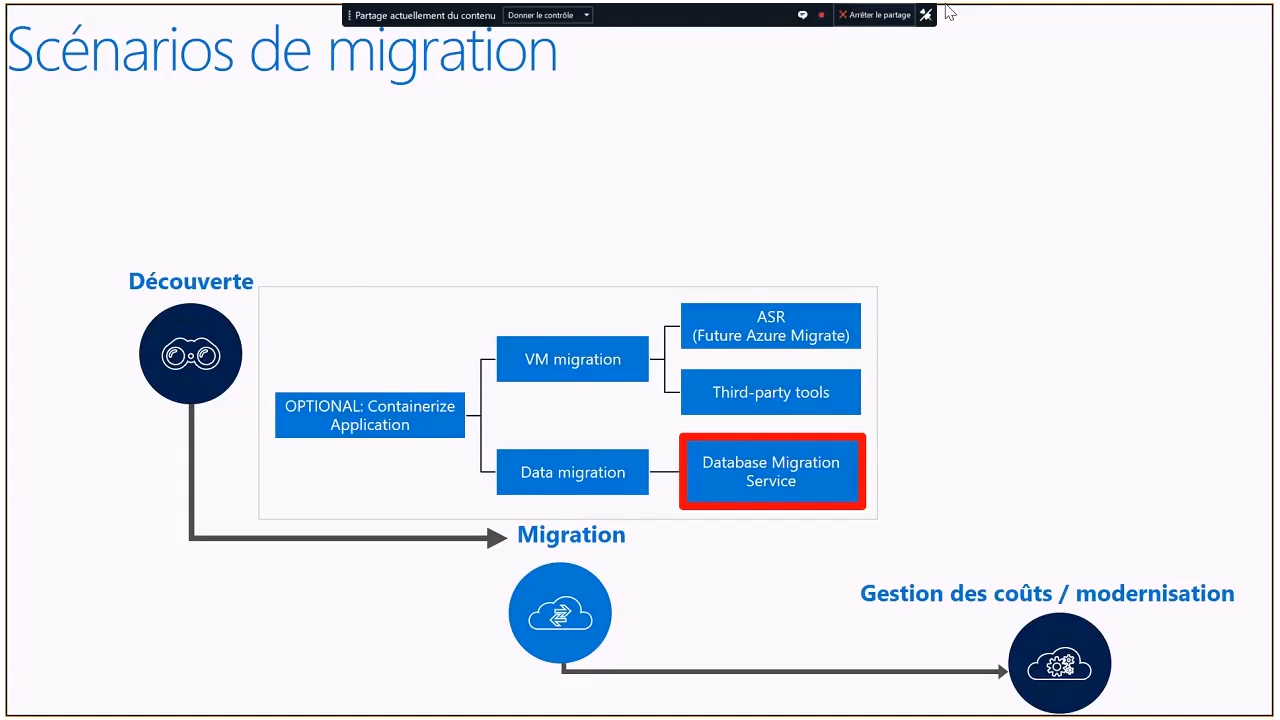 Partage actuellement du contenu
Donner le contrôle
Arrêter le partage
Scénarios de migration
Découverte
ASR
(Future Azure Migrate)
VM migration
Third-party tools
OPTIONAL: Containerize
Application
Data migration
Database Migration
Service
Migration
Gestion des coûts / modernisation